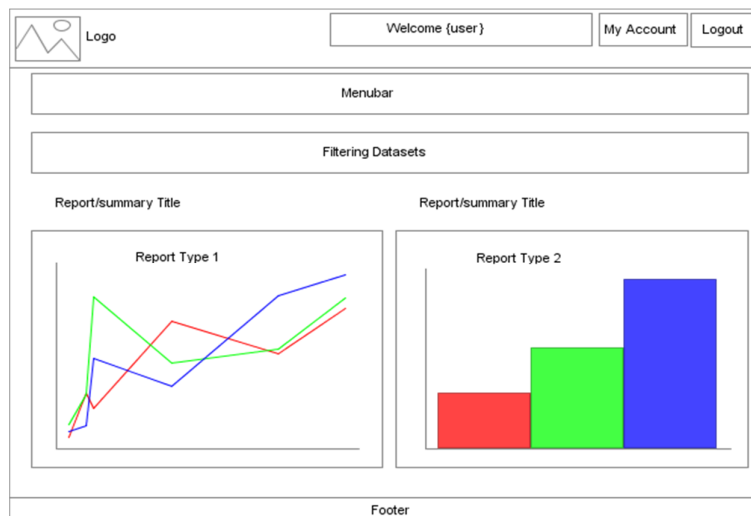 Logo
Welcome {user}
My Account
Logout
Menubar
Filtering Datasets
Report/summary Title
Report/summary Title
Report Type 1
Report Type 2
Footer